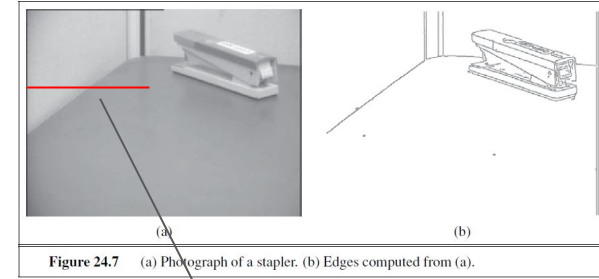 (a)
(b)
Figure 24.7 (a) Photograph of a stapler. (b) Edges computed from (a).